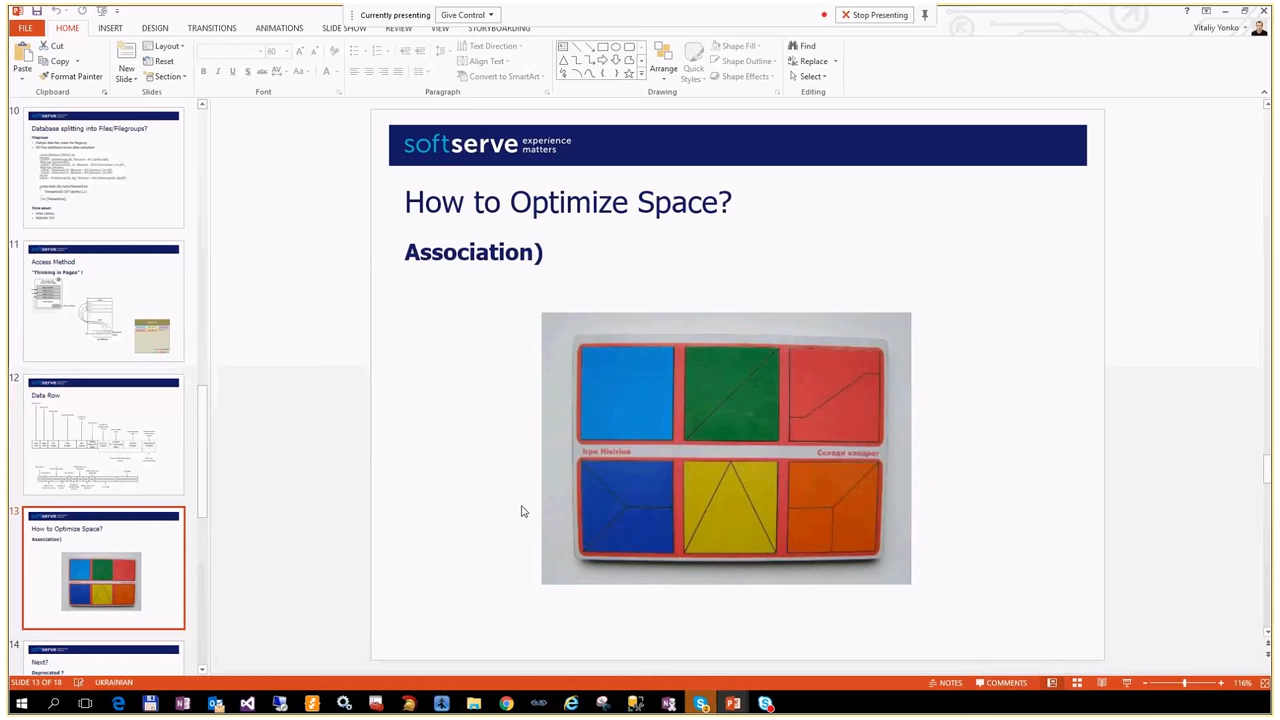 Currently presenting
Give Control
Stop Presenting
FILE
HOME
INSERT
DESIGN
TRANSITIONS
ANIMATIONS
SLIDE SHOW
REVIEW
VIEW
STORYBOARDING
Vitaliy Yonko
Paste
Cut
Copy
Format Painter
Clipboard
New
Slide
Layout
Reset
Section
Slides
60
Font
Text Direction
Align Text
Convert to SmartArt
Paragraph
Arrange
Quick
Styles
Shape Fill
Shape Outline
Shape Effects
Drawing
Find
Replace
Select
Editing
10
Database splitting into Files/Filegroups?
Filegroups
11
Access Method
"Thinking in Pages" !
12
Data Row
13
How to Optimize Space?
Association)
14
Next?
Deprecated ?
softserve experience matters
How to Optimize Space?
Association)
Ігри Нікітіна
Склади квадрат
SLIDE 13 OF 18
UKRAINIAN
NOTES
COMMENTS
116%